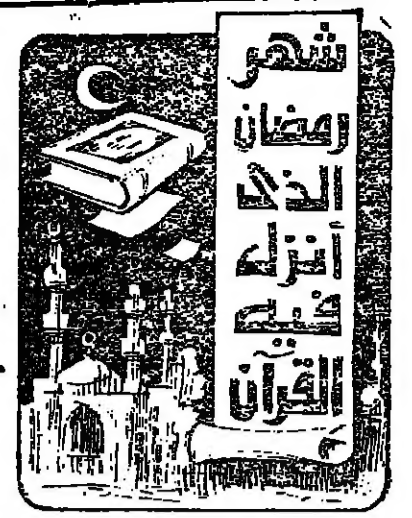 شهر
رمضان
الذي
أنزل
فيه
القرآن